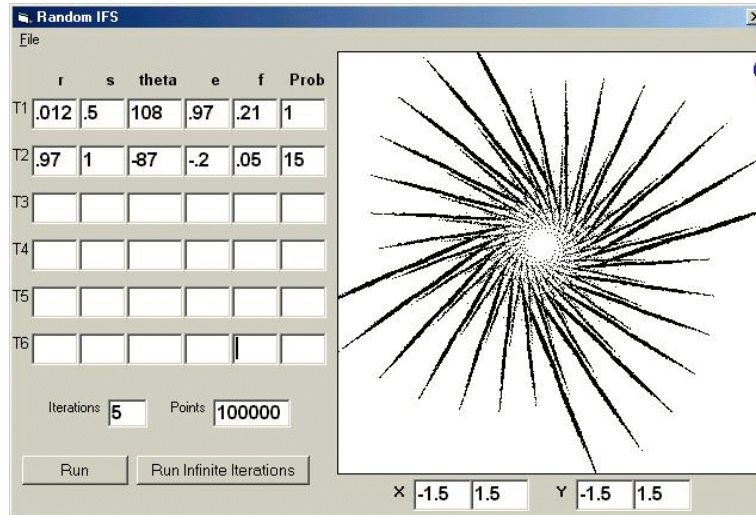 Random IFS
File
r s theta e f Prob
T1 .012 .5 108 .97 .21 1
T2 .97 1 -87 -.2 .05 15
T3
T4
T5
T6
Iterations 5 Points 100000
Run Run Infinite Iterations
X -1.5 1.5 Y -1.5 1.5